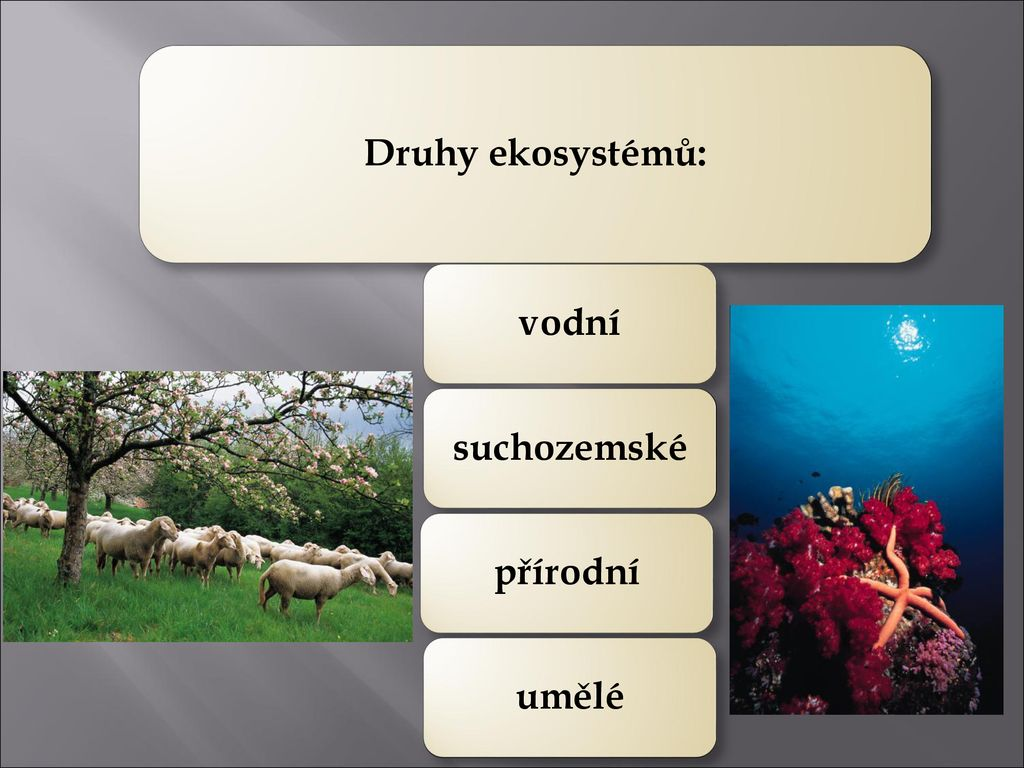 Druhy ekosystémů:
vodní
suchozemské
přírodní
umělé